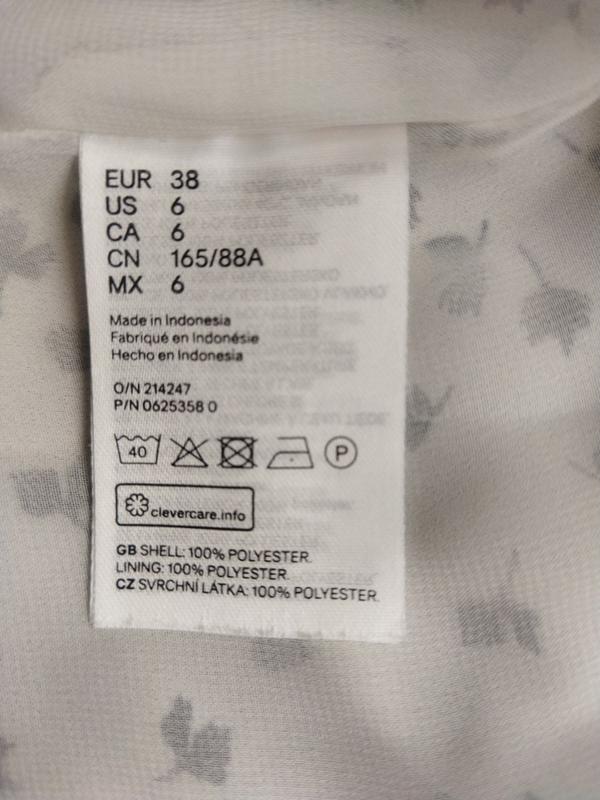 EUR 38
US 6
CA 6
CN 165/88A
MX 6
Made in Indonesia
Fabriqué en Indonésie
Hecho en Indonesia
O/N 214247
P/N 0625358 0
40
P
clevercare.info
GB SHELL: 100% POLYESTER.
LINING: 100% POLYESTER.
CZ SVRCHNÍ LÁTKA: 100% POLYESTER.